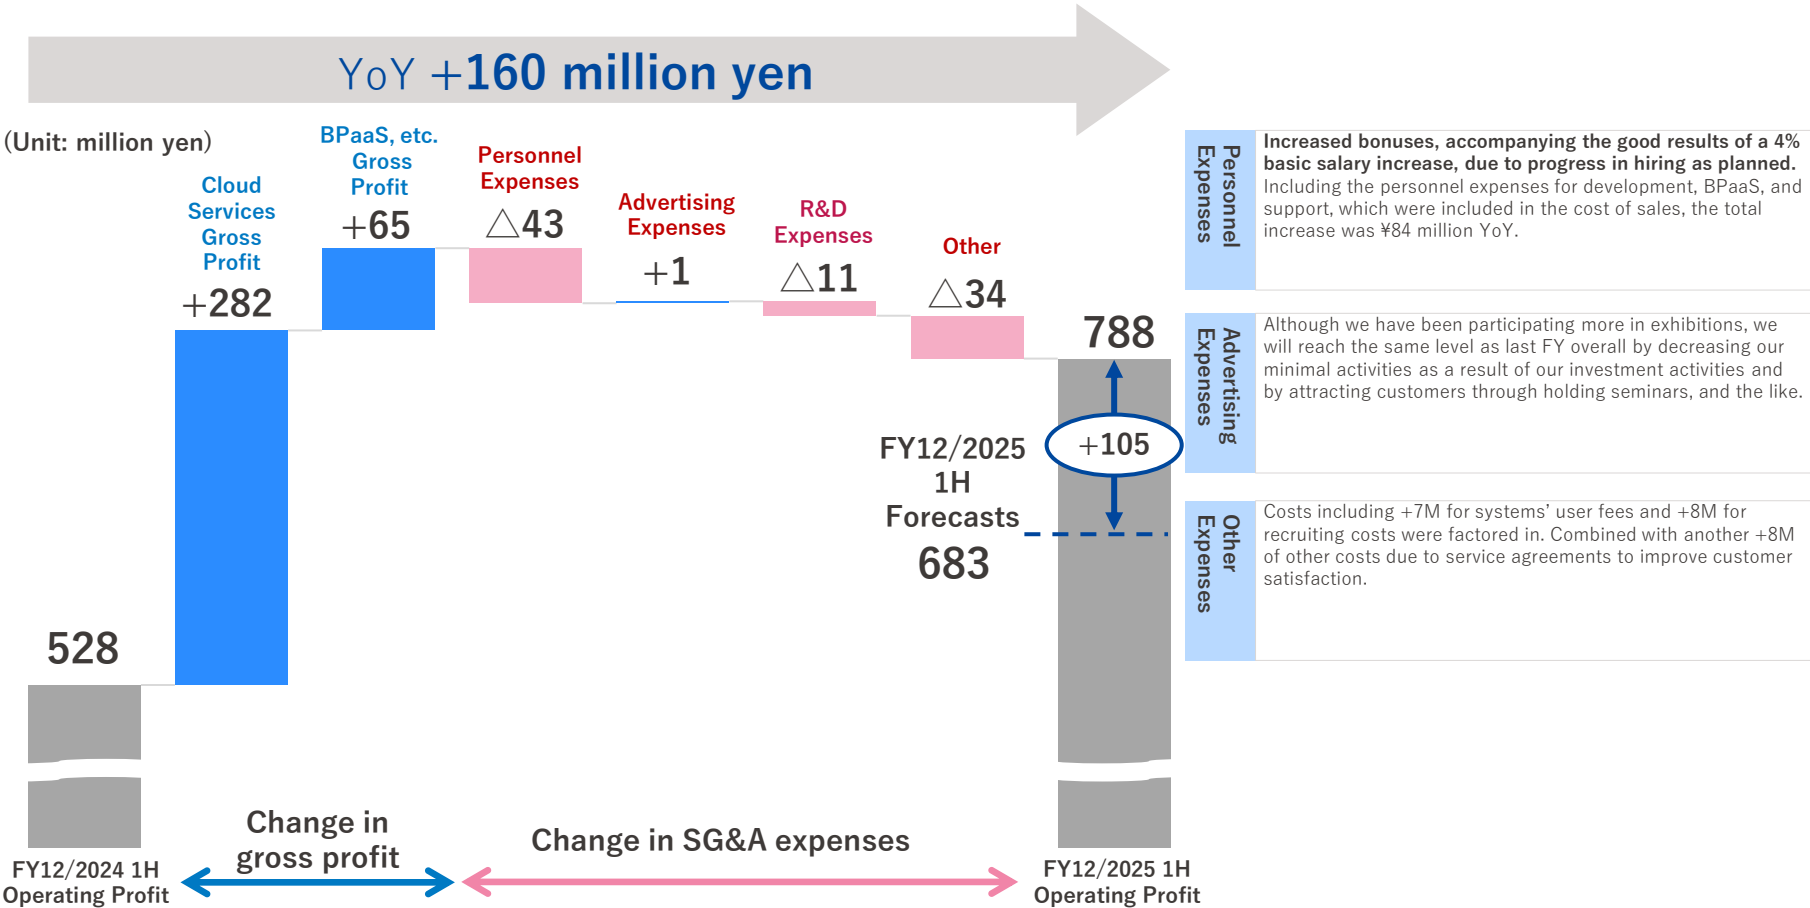 YoY +160 million yen
(Unit: million yen)
Cloud
Services
Gross
Profit
+282
BPaaS, etc.
Gross
Profit
+65
Personnel
Expenses
△43
Advertising
Expenses
+1
R&D
Expenses
△11
Other
△34
528
788
+105
FY12/2025
1H
Forecasts
683
Change in
gross profit
Change in SG&A expenses
FY12/2024 1H
Operating Profit
FY12/2025 1H
Operating Profit
Personnel
Expenses
Increased bonuses, accompanying the good results of a 4%
basic salary increase, due to progress in hiring as planned.
Including the personnel expenses for development, BPaaS, and
support, which were included in the cost of sales, the total
increase was ¥84 million YoY.
Advertising
Expenses
Although we have been participating more in exhibitions, we
will reach the same level as last FY overall by decreasing our
minimal activities as a result of our investment activities and
by attracting customers through holding seminars, and the like.
Other
Expenses
Costs including +7M for systems’ user fees and +8M for
recruiting costs were factored in. Combined with another +8M
of other costs due to service agreements to improve customer
satisfaction.